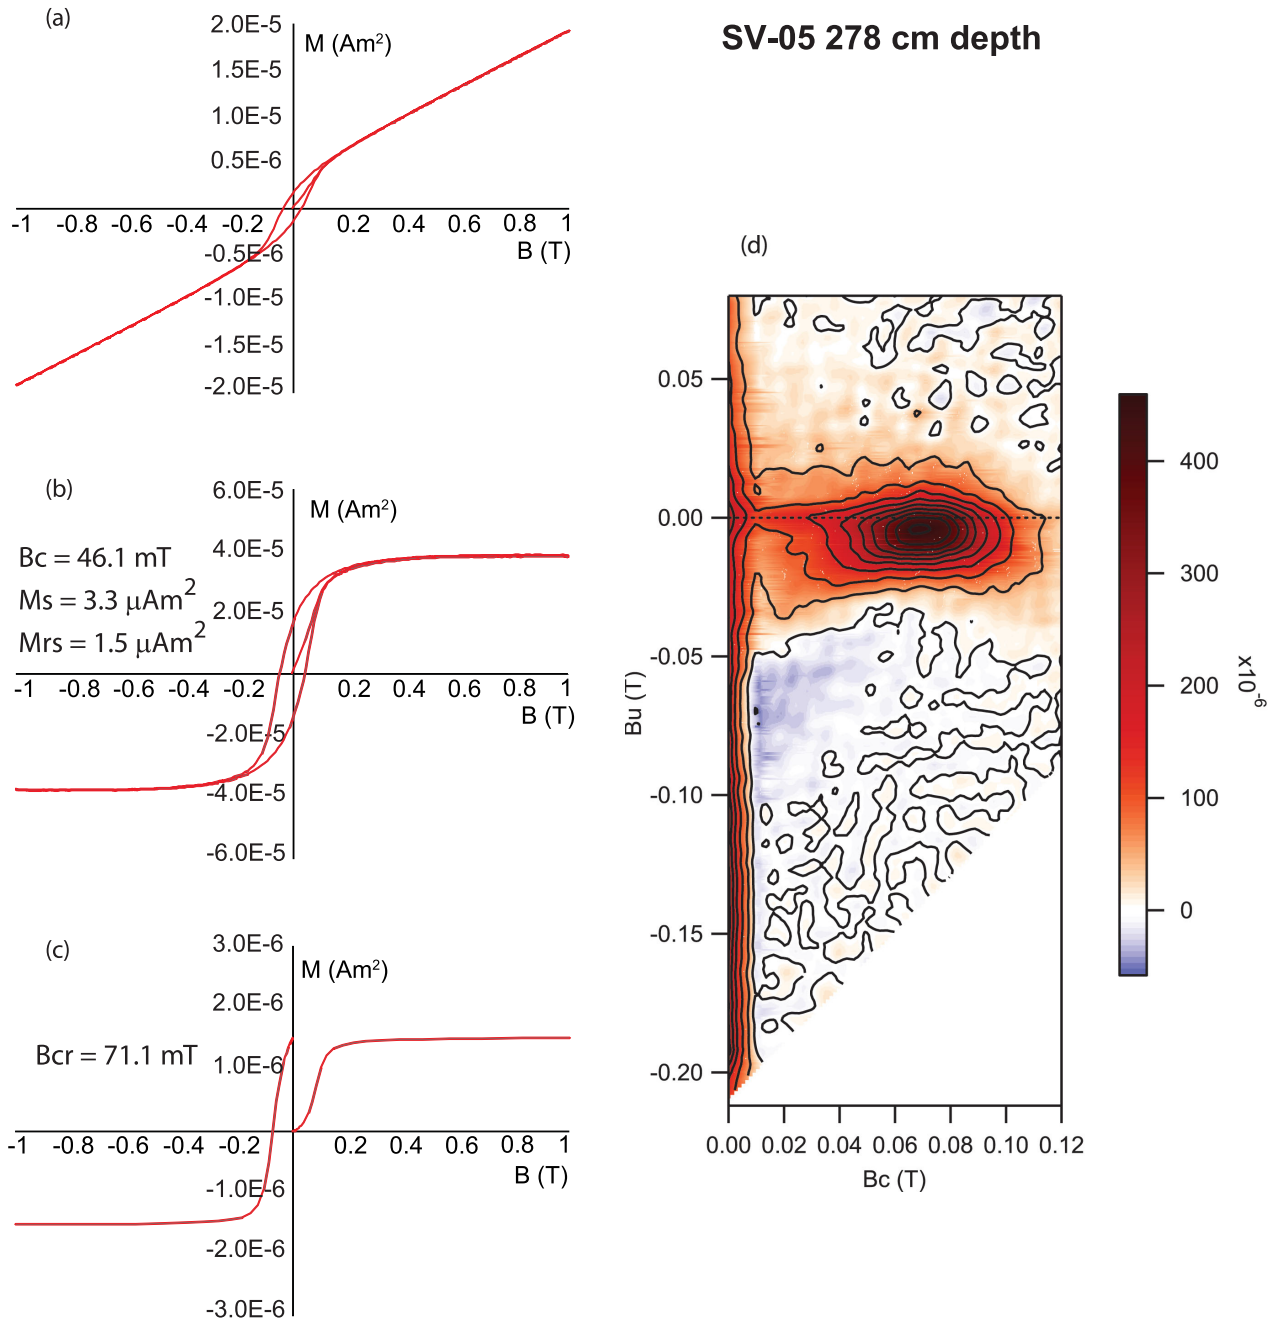 SV-05 278 cm depth
(a)
M (Am²)
2.0E-5
1.5E-5
1.0E-5
0.5E-6
-1 -0.8 -0.6 -0.4 -0.2 0.2 0.4 0.6 0.8 1
B (T)
-0.5E-6
-1.0E-5
-1.5E-5
-2.0E-5
(b)
6.0E-5
M (Am²)
Bc = 46.1 mT
Ms = 3.3 μAm²
Mrs = 1.5 μAm²
4.0E-5
2.0E-5
-1 -0.8 -0.6 -0.4 -0.2 0.2 0.4 0.6 0.8 1
B (T)
-2.0E-5
-4.0E-5
-6.0E-5
(c)
3.0E-6
M (Am²)
2.0E-6
Bcr = 71.1 mT
1.0E-6
-1 -0.8 -0.6 -0.4 -0.2 0.2 0.4 0.6 0.8 1
B (T)
-1.0E-6
-2.0E-6
-3.0E-6
(d)
0.05
0.00
-0.05
-0.10
-0.15
-0.20
Bu (T)
0.00 0.02 0.04 0.06 0.08 0.10 0.12
Bc (T)
400
300
200
100
0
x10⁻⁶